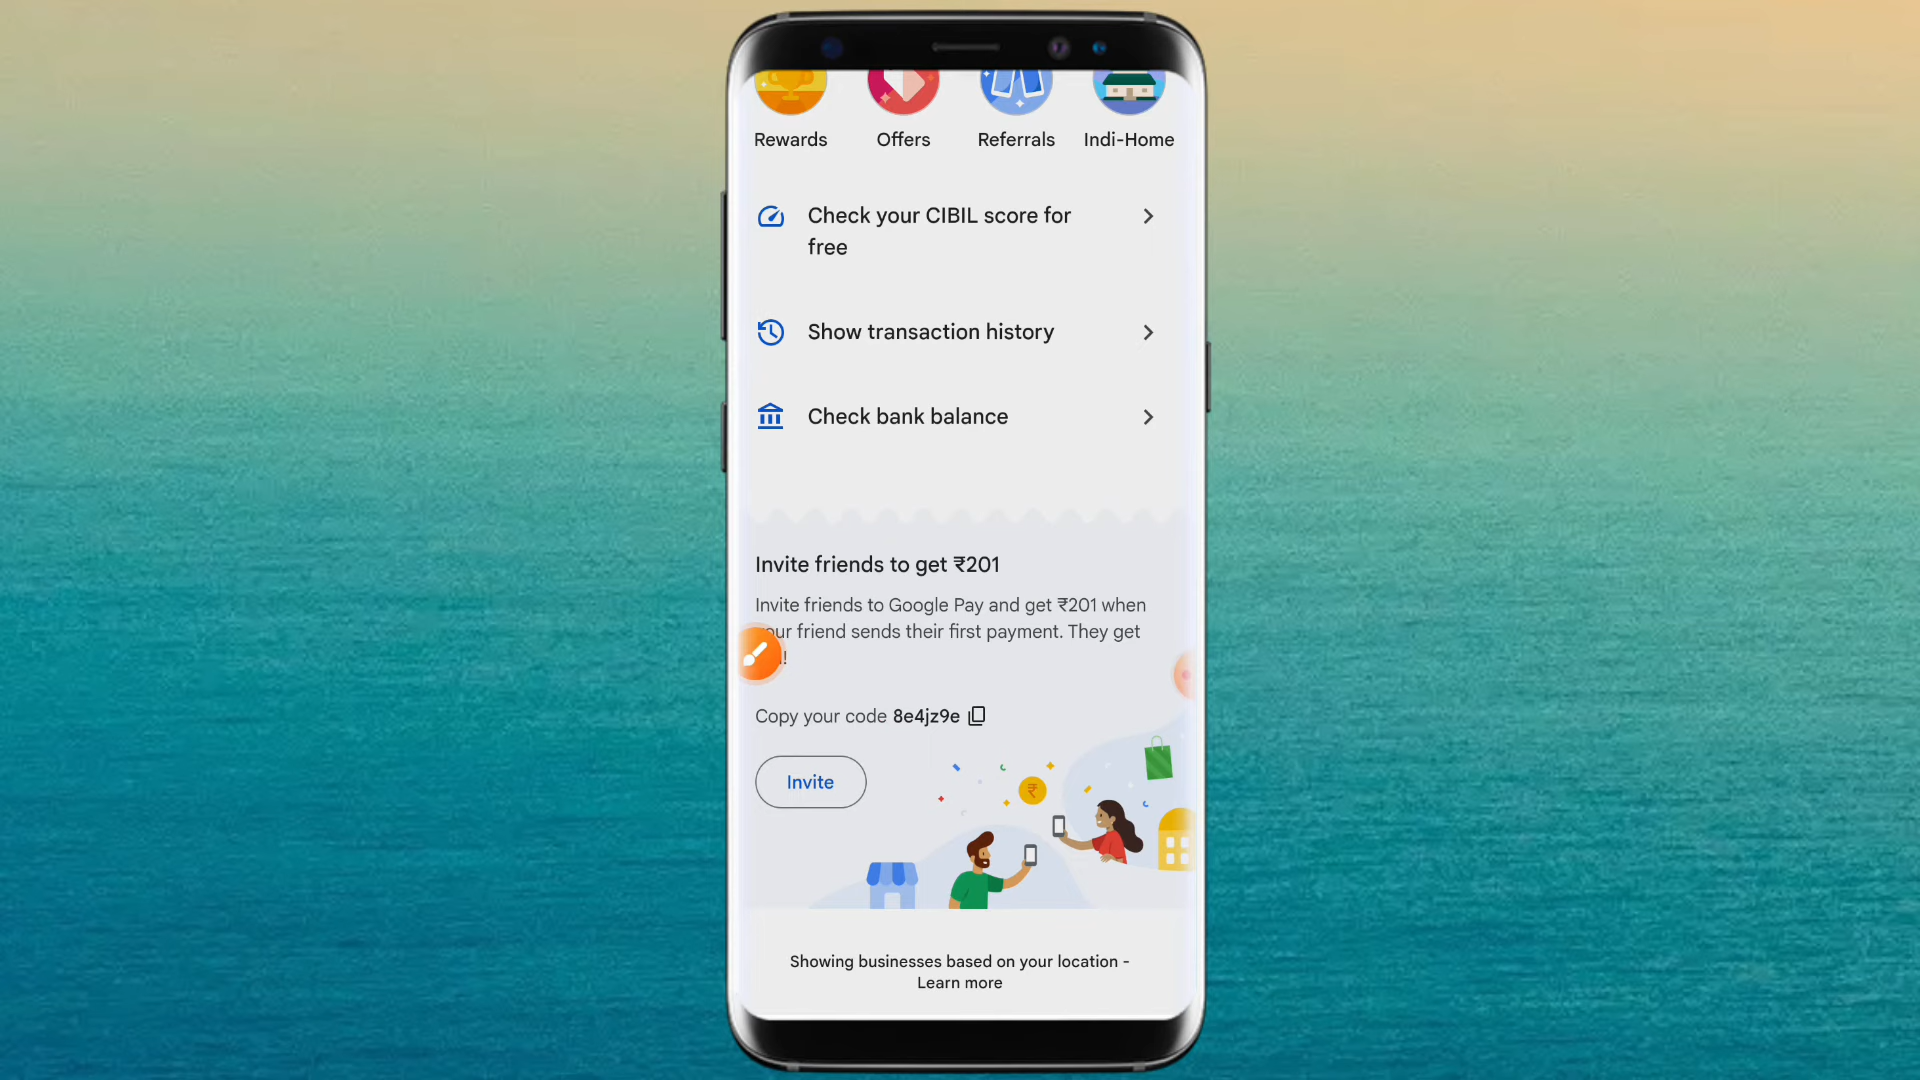 Rewards Offers Referrals Indi-Home
Check your CIBIL score for
free
Show transaction history
Check bank balance
Invite friends to get ₹201
Invite friends to Google Pay and get ₹201 when
your friend sends their first payment. They get
Copy your code 8e4jz9e
Invite
Showing businesses based on your location -
Learn more